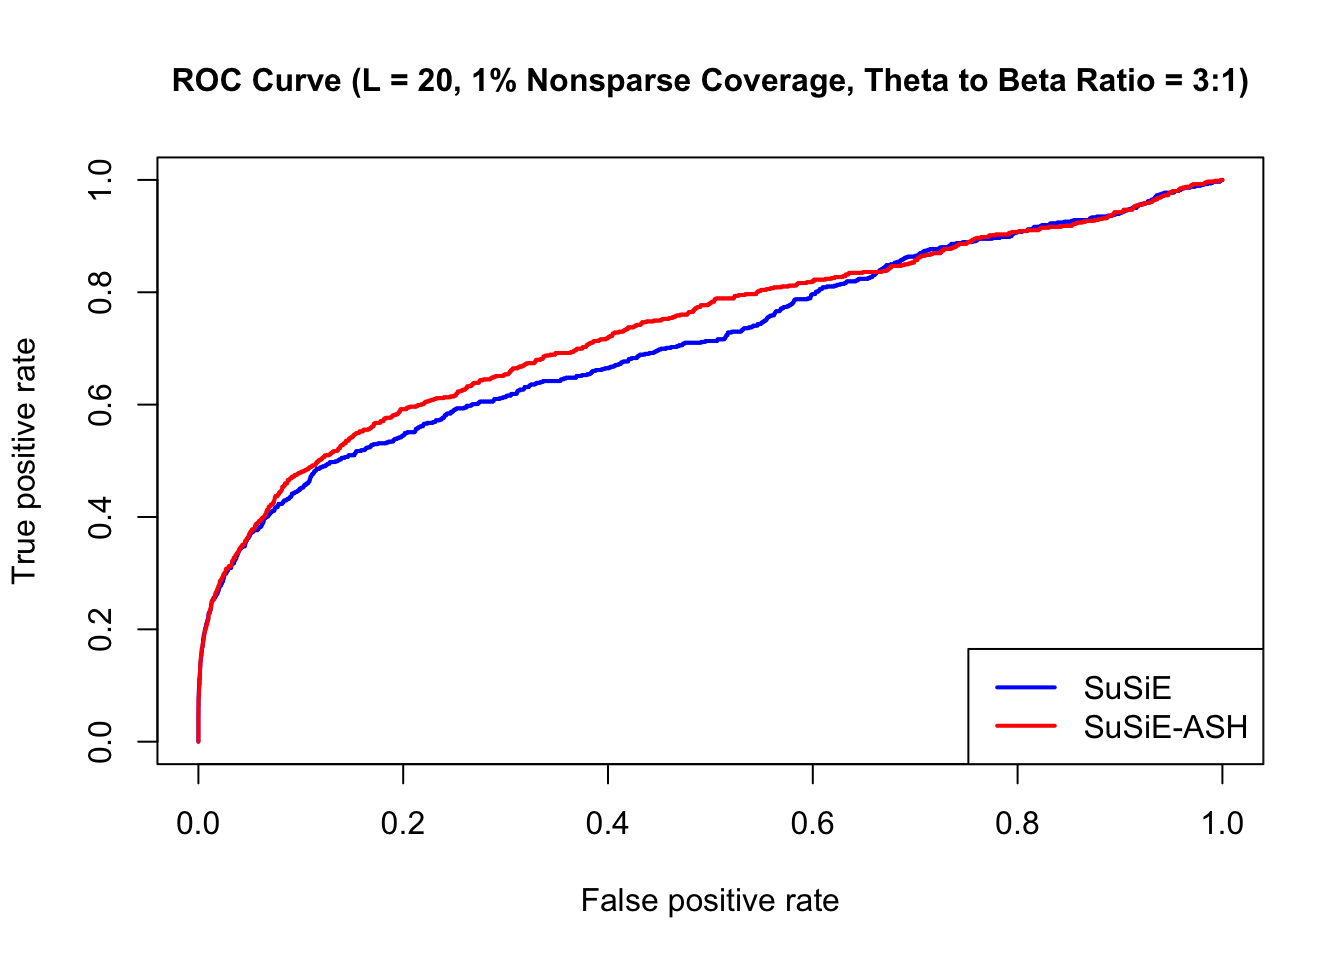 ROC Curve (L = 20, 1% Nonsparse Coverage, Theta to Beta Ratio = 3:1)
True positive rate
1.0
0.8
0.6
0.4
0.2
0.0
SuSiE
SuSiE-ASH
0.0 0.2 0.4 0.6 0.8 1.0
False positive rate